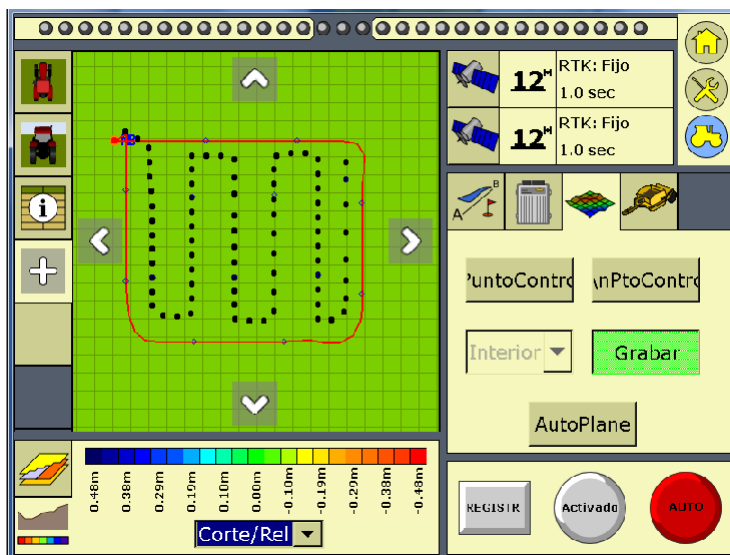 12 M RTK: Fijo
1.0 sec
12 M RTK: Fijo
1.0 sec
A B
i
PuntoContro
\nPtoContro
Interior
Grabar
AutoPlane
0.48m 0.38m 0.29m 0.19m 0.10m 0.00m -0.10m -0.19m -0.29m -0.38m -0.48m
Corte/Rel
REGISTR
Activado
AUTO